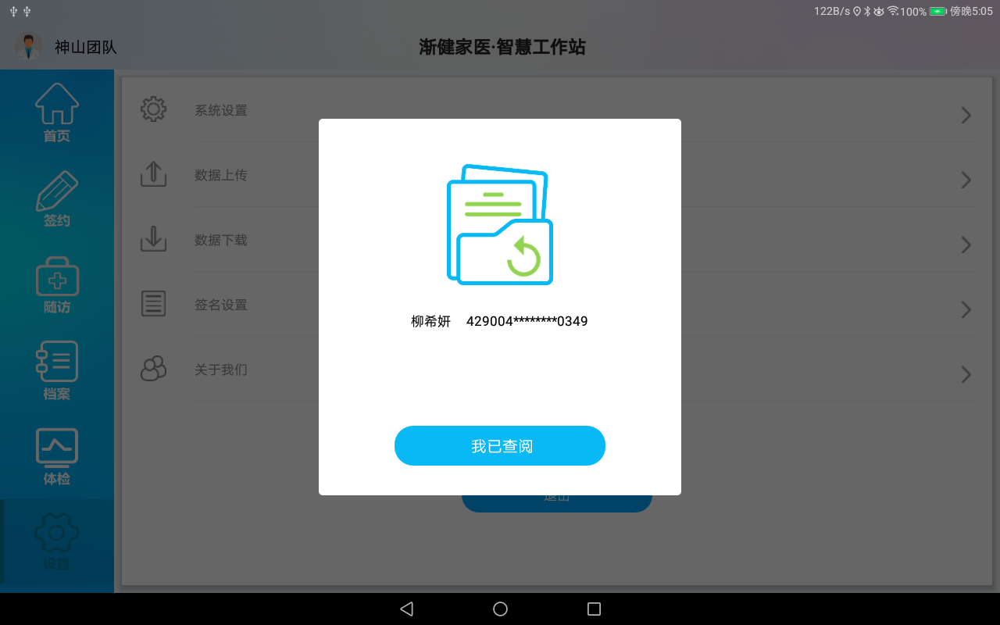 122B/s 100% 傍晚5:05
神山团队
渐健家医·智慧工作站
首页
签约
随访
档案
体检
设置
系统设置
数据上传
数据下载
签名设置
关于我们
柳希妍 429004********0349
我已查阅
退出